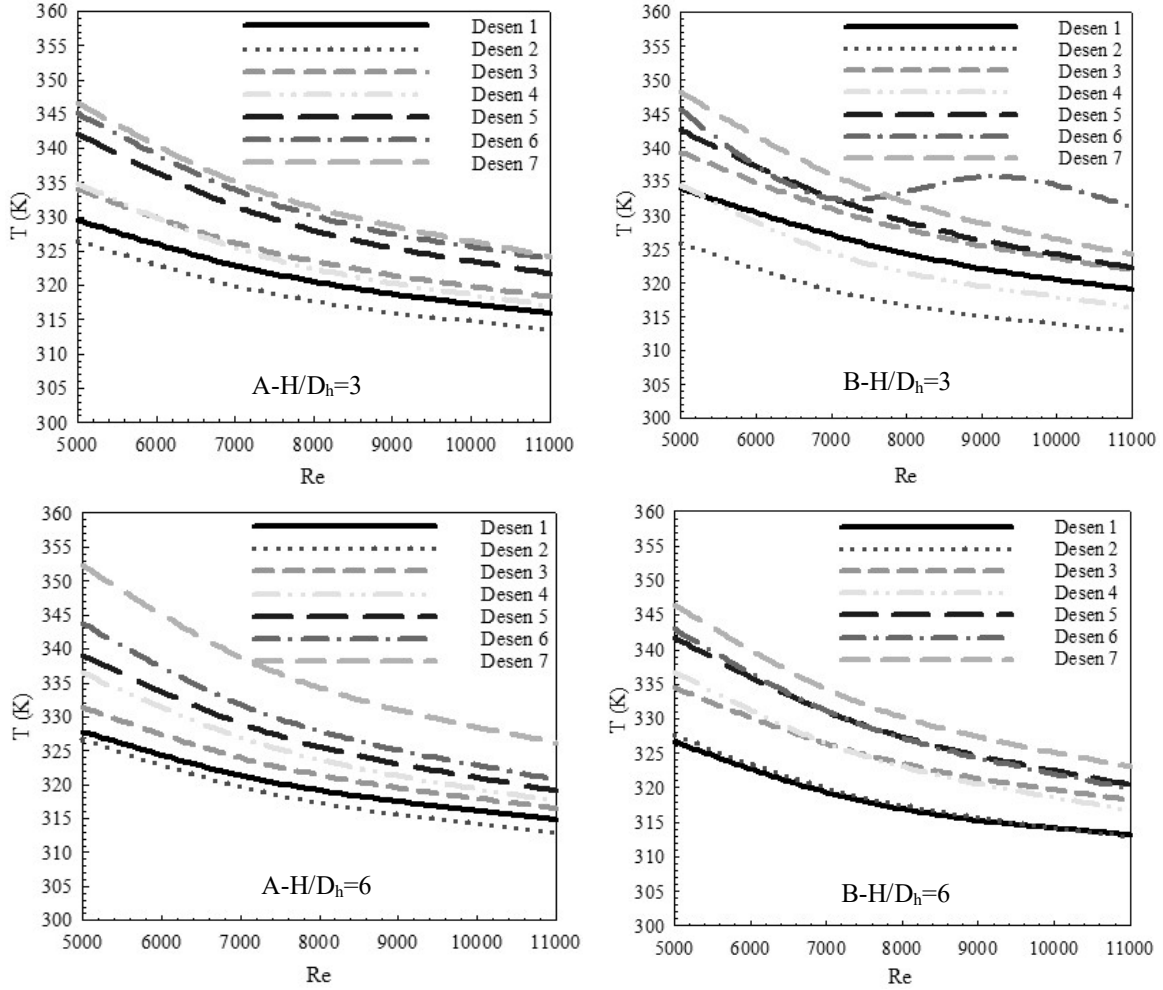 360
355
350
345
340
335
330
325
320
315
310
305
300
T (K)
Desen 1
Desen 2
Desen 3
Desen 4
Desen 5
Desen 6
Desen 7
A-H/Dh=3
5000 6000 7000 8000 9000 10000 11000
Re
360
355
350
345
340
335
330
325
320
315
310
305
300
T (K)
Desen 1
Desen 2
Desen 3
Desen 4
Desen 5
Desen 6
Desen 7
B-H/Dh=3
5000 6000 7000 8000 9000 10000 11000
Re
360
355
350
345
340
335
330
325
320
315
310
305
300
T (K)
Desen 1
Desen 2
Desen 3
Desen 4
Desen 5
Desen 6
Desen 7
A-H/Dh=6
5000 6000 7000 8000 9000 10000 11000
Re
360
355
350
345
340
335
330
325
320
315
310
305
300
T (K)
Desen 1
Desen 2
Desen 3
Desen 4
Desen 5
Desen 6
Desen 7
B-H/Dh=6
5000 6000 7000 8000 9000 10000 11000
Re